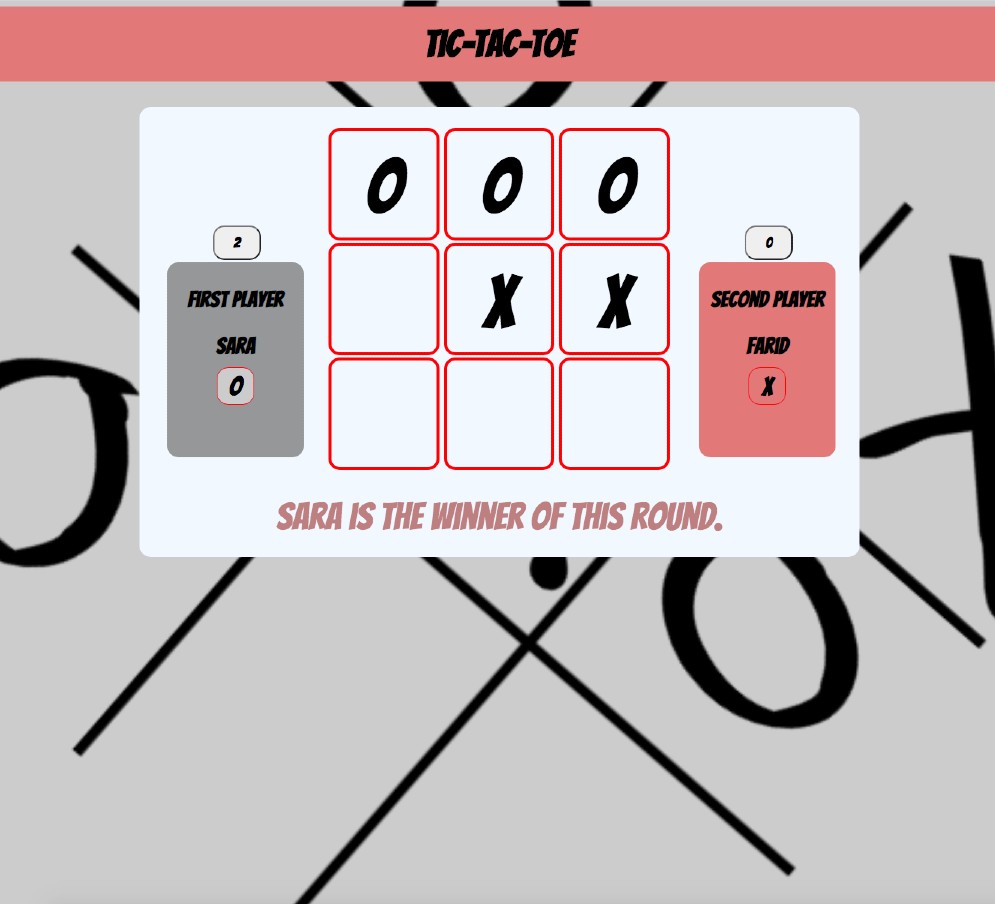 TIC-TAC-TOE
O O O
2
0
FIRST PLAYER
SECOND PLAYER
X X
SARA
FARID
O
X
SARA IS THE WINNER OF THIS ROUND.